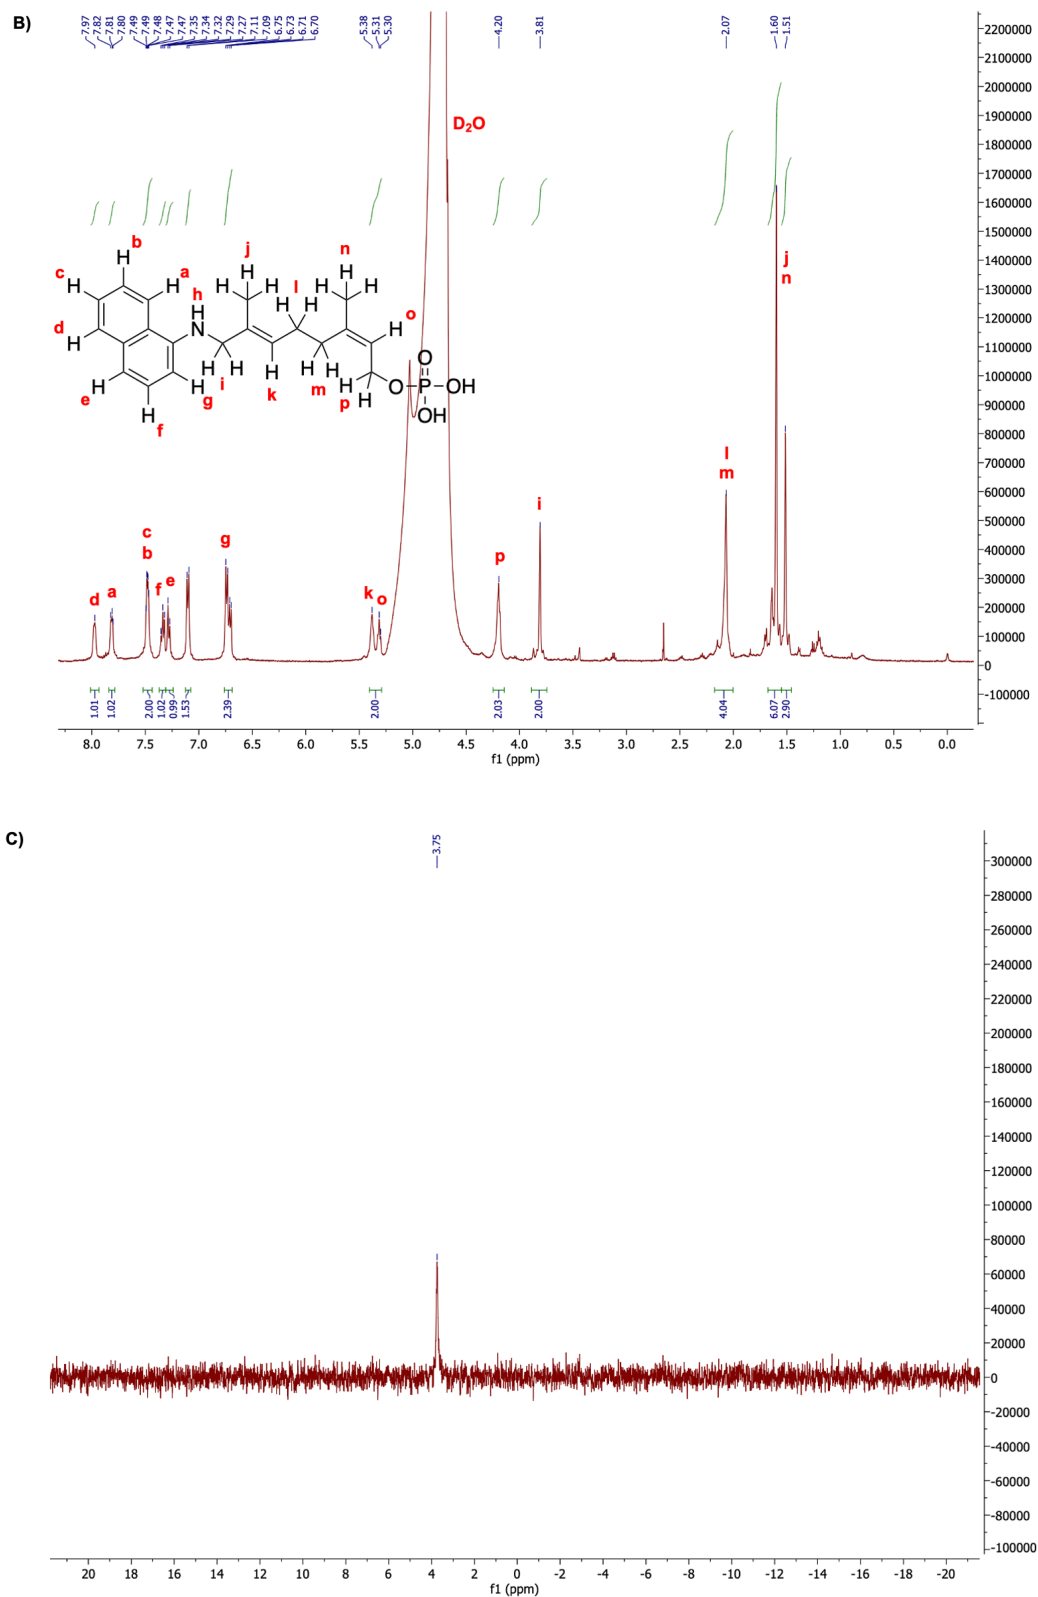 B)
7.97
7.82
7.81
7.80
7.49
7.49
7.48
7.47
7.47
7.35
7.34
7.32
7.29
7.27
7.11
7.09
6.75
6.73
6.71
6.70
5.38
5.31
5.30
4.20
3.81
2.07
1.60
1.51
D₂O
b
c
H
H
a
H
h
H
d
H
N
H
e
H
f
g
H
i
H H
j
H
H H
l
H H
k
H
m
H H
n
H
H H
o
H
p
H
H
O
O
P
OH
OH
j
n
l
m
i
p
k o
g
c
b
f e
d a
1.01
1.02
2.00
1.02
0.99
1.53
2.39
2.00
2.03
2.00
4.04
6.07
2.90
8.0 7.5 7.0 6.5 6.0 5.5 5.0 4.5 4.0 3.5 3.0 2.5 2.0 1.5 1.0 0.5 0.0
f1 (ppm)
2200000
2100000
2000000
1900000
1800000
1700000
1600000
1500000
1400000
1300000
1200000
1100000
1000000
900000
800000
700000
600000
500000
400000
300000
200000
100000
0
-100000
C)
3.75
300000
280000
260000
240000
220000
200000
180000
160000
140000
120000
100000
80000
60000
40000
20000
0
-20000
-40000
-60000
-80000
-100000
20 18 16 14 12 10 8 6 4 2 0 -2 -4 -6 -8 -10 -12 -14 -16 -18 -20
f1 (ppm)